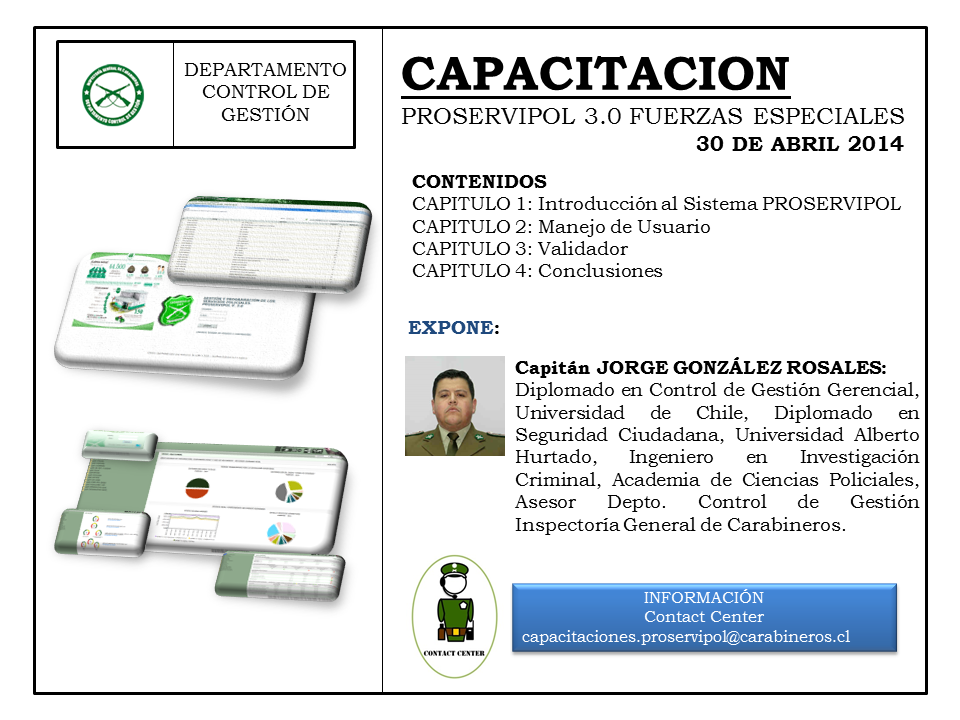 DEPARTAMENTO
CONTROL DE
GESTIÓN
CAPACITACION
PROSERVIPOL 3.0 FUERZAS ESPECIALES
30 DE ABRIL 2014
CONTENIDOS
CAPITULO 1: Introducción al Sistema PROSERVIPOL
CAPITULO 2: Manejo de Usuario
CAPITULO 3: Validador
CAPITULO 4: Conclusiones
EXPONE:
Capitán JORGE GONZÁLEZ ROSALES:
Diplomado en Control de Gestión Gerencial,
Universidad de Chile, Diplomado en
Seguridad Ciudadana, Universidad Alberto
Hurtado, Ingeniero en Investigación
Criminal, Academia de Ciencias Policiales,
Asesor Depto. Control de Gestión
Inspectoría General de Carabineros.
CONTACT CENTER
INFORMACIÓN
Contact Center
capacitaciones.proservipol@carabineros.cl